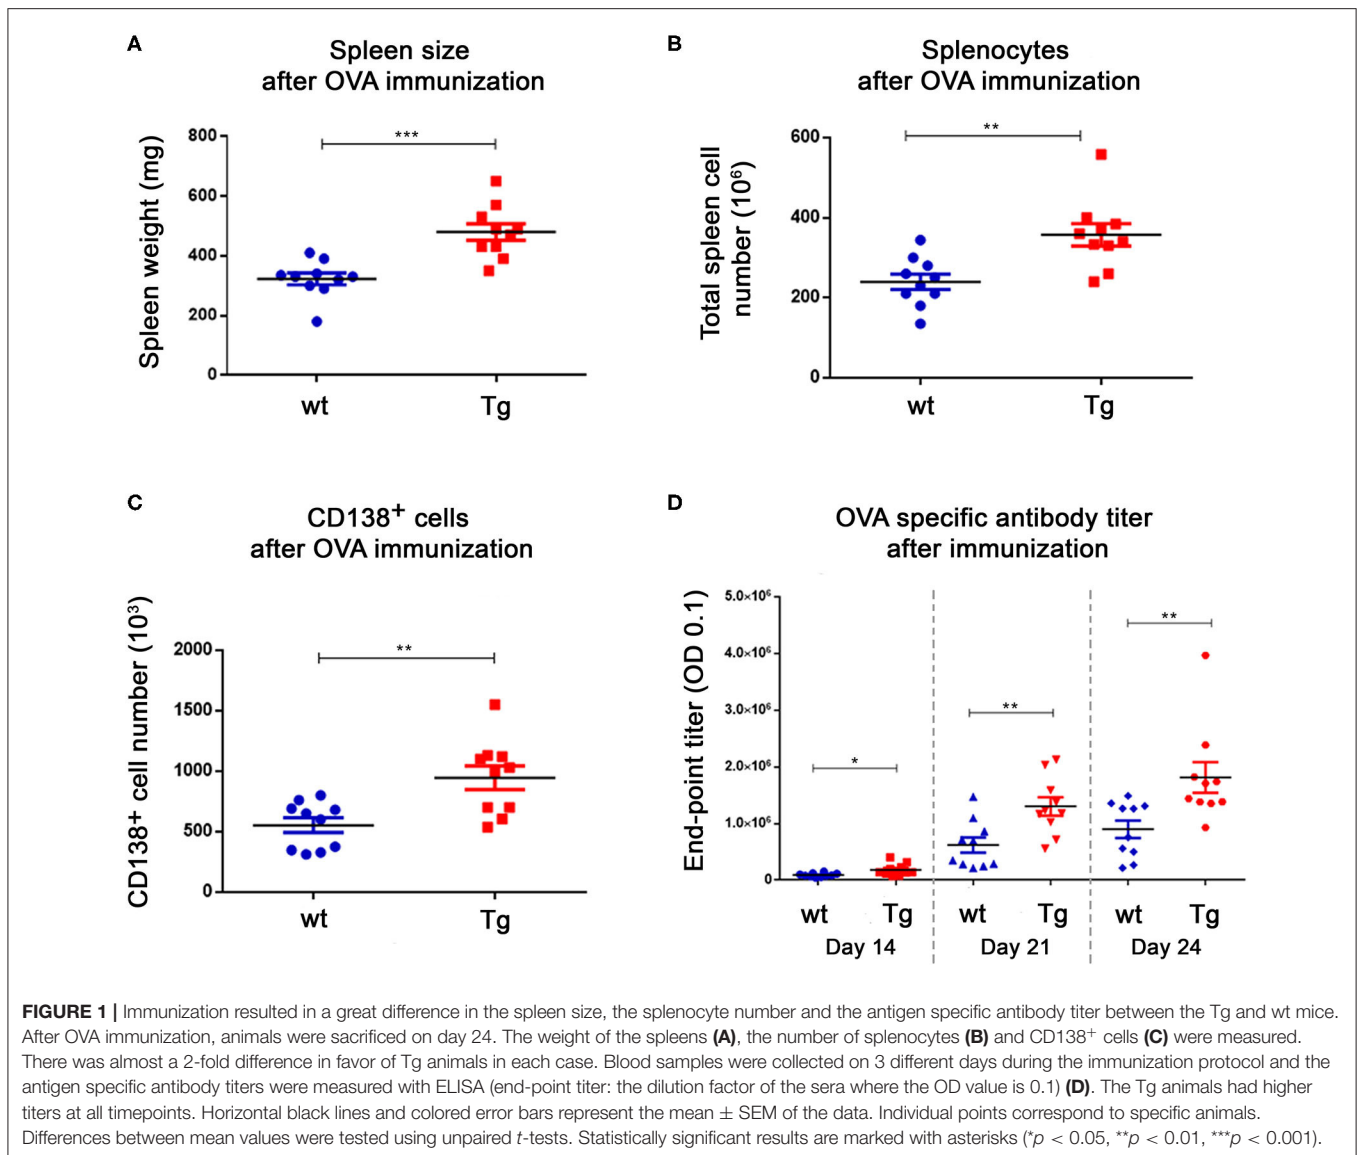 A
Spleen size
after OVA immunization
Spleen weight (mg)
800
600
400
200
0
***
wt
Tg
B
Splenocytes
after OVA immunization
Total spleen cell
number (10⁶)
600
400
200
0
**
wt
Tg
C
CD138⁺ cells
after OVA immunization
CD138+ cell number (10³)
2000
1500
1000
500
0
**
wt
Tg
D
OVA specific antibody titer
after immunization
End-point titer (OD 0.1)
5.0×10⁶
4.0×10⁶
3.0×10⁶
2.0×10⁶
1.0×10⁶
0
*
**
**
wt Tg wt Tg wt Tg
Day 14 Day 21 Day 24
FIGURE 1 | Immunization resulted in a great difference in the spleen size, the splenocyte number and the antigen specific antibody titer between the Tg and wt mice.
After OVA immunization, animals were sacrificed on day 24. The weight of the spleens (A), the number of splenocytes (B) and CD138⁺ cells (C) were measured.
There was almost a 2-fold difference in favor of Tg animals in each case. Blood samples were collected on 3 different days during the immunization protocol and the
antigen specific antibody titers were measured with ELISA (end-point titer: the dilution factor of the sera where the OD value is 0.1) (D). The Tg animals had higher
titers at all timepoints. Horizontal black lines and colored error bars represent the mean ± SEM of the data. Individual points correspond to specific animals.
Differences between mean values were tested using unpaired t-tests. Statistically significant results are marked with asterisks (*p < 0.05, **p < 0.01, ***p < 0.001).